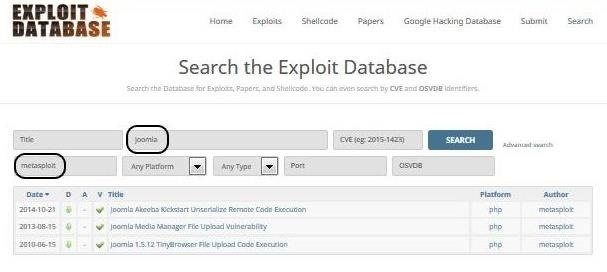 EXPLOIT
DATABASE
Home Exploits Shellcode Papers Google Hacking Database Submit Search
Search the Exploit Database
Search the Database for Exploits, Papers, and Shellcode. You can even search by CVE and OSVDB identifiers.
Title joomla CVE (eg: 2015-1423) SEARCH Advanced search
metasploit Any Platform Any Type Port OSVDB
Date D A V Title Platform Author
2014-10-21 - Joomla Akeeba Kickstart Unserialize Remote Code Execution php metasploit
2013-08-15 - Joomla Media Manager File Upload Vulnerability php metasploit
2010-06-15 - Joomla 1.5.12 TinyBrowser File Upload Code Execution php metasploit